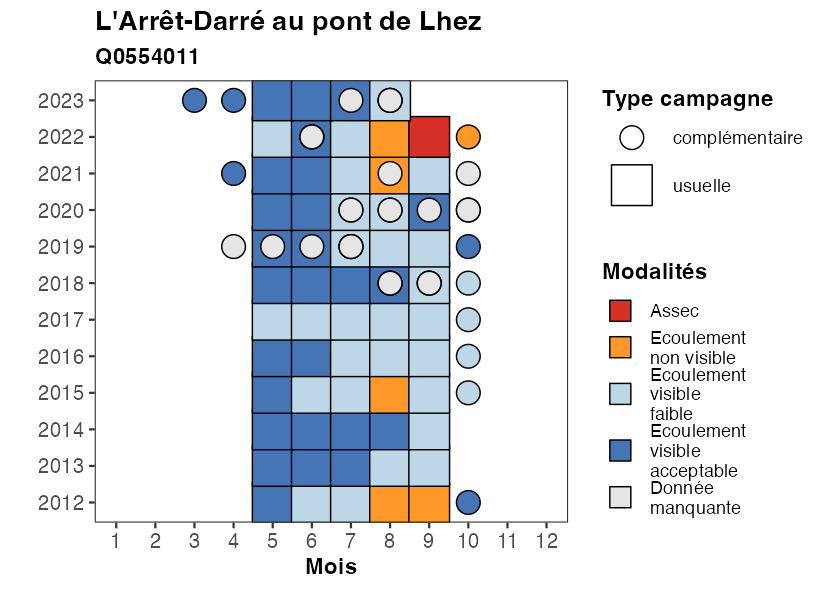 L'Arrêt-Darré au pont de Lhez
Q0554011
2023
2022
2021
2020
2019
2018
2017
2016
2015
2014
2013
2012
1 2 3 4 5 6 7 8 9 10 11 12
Mois
Type campagne
complémentaire
usuelle
Modalités
Assec
Ecoulement
non visible
Ecoulement
visible
faible
Ecoulement
visible
acceptable
Donnée
manquante